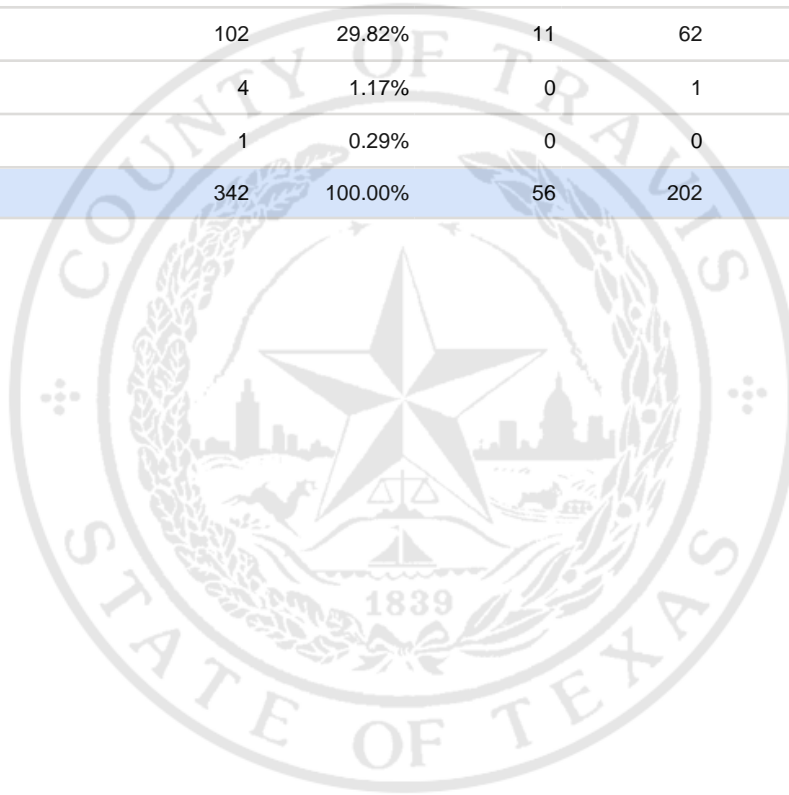 102 29.82% 11 62
4 1.17% 0 1
1 0.29% 0 0
342 100.00% 56 202
COUNTY OF TRAVIS
1839
STATE OF TEXAS